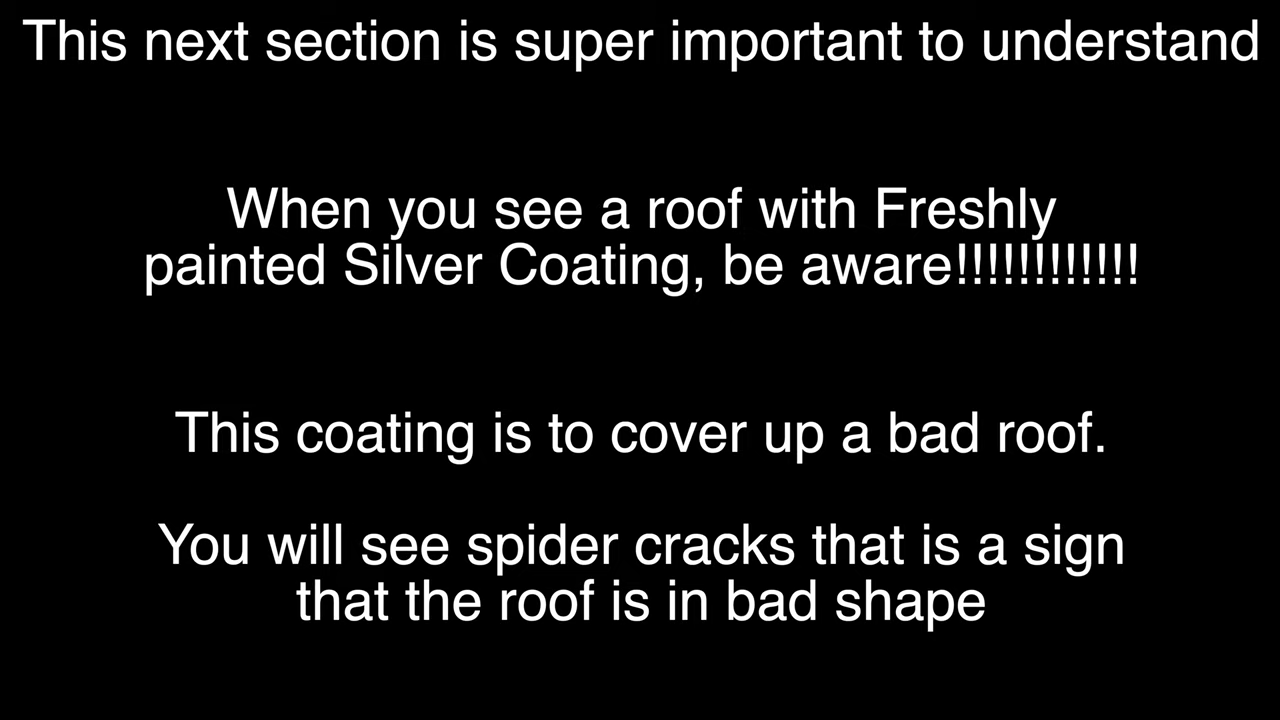 This next section is super important to understand
When you see a roof with Freshly
painted Silver Coating, be aware!!!!!!!!!!!!
This coating is to cover up a bad roof.
You will see spider cracks that is a sign
that the roof is in bad shape